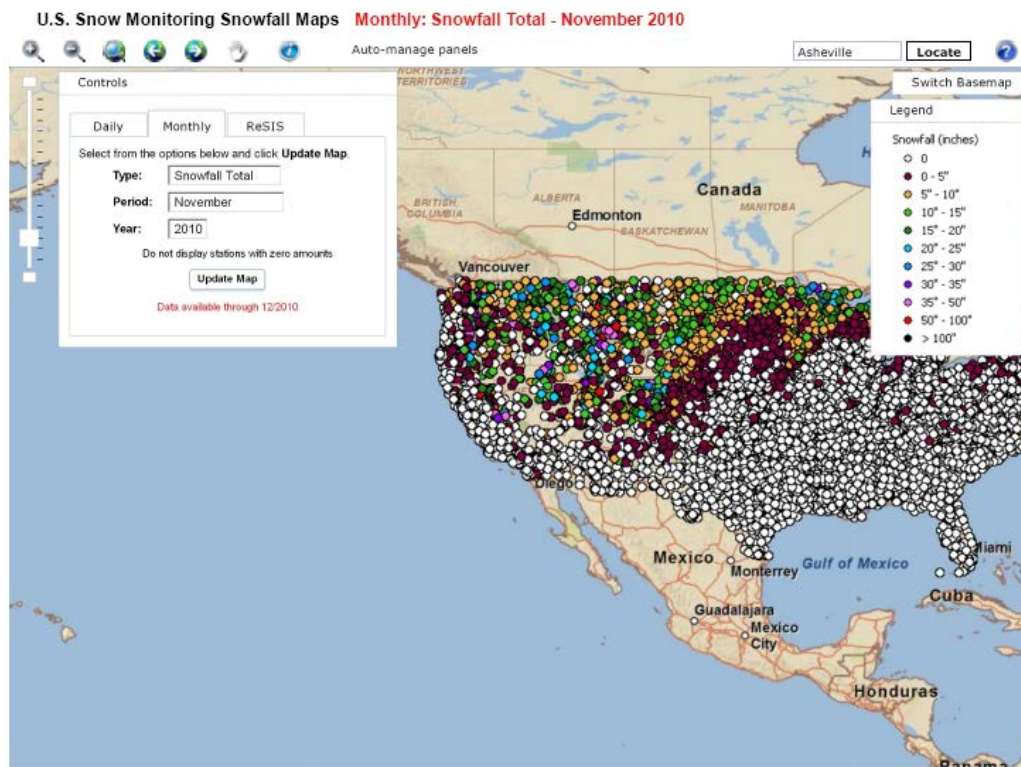 U.S. Snow Monitoring Snowfall Maps Monthly: Snowfall Total - November 2010
Auto-manage panels
Asheville Locate
Switch Basemap
Controls
Daily Monthly ReSIS
Select from the options below and click Update Map.
Type: Snowfall Total
Period: November
Year: 2010
Do not display stations with zero amounts
Update Map
Data available through 12/2010
Legend
Snowfall (inches)
0
0 - 5"
5" - 10"
10" - 15"
15" - 20"
20" - 25"
25" - 30"
30" - 35"
35" - 50"
50" - 100"
> 100"
NORTHWEST
TERRITORIES
Canada
BRITISH
COLUMBIA
ALBERTA
MANITOBA
Edmonton
SASKATCHEWAN
Vancouver
Diego
Mexico
Monterrey
Gulf of Mexico
Miami
Cuba
Guadalajara
Mexico
City
Honduras
Panama